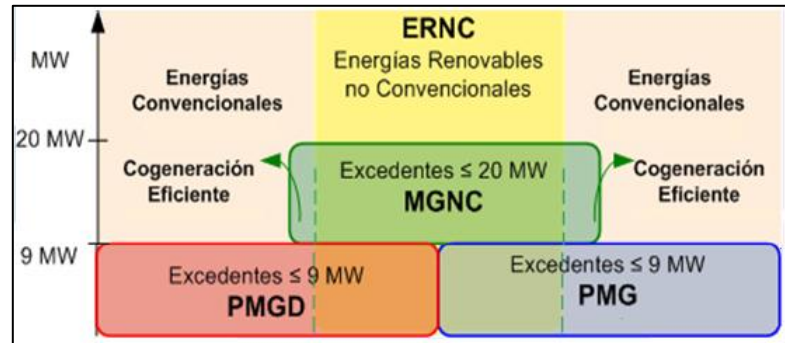 MW
20 MW
9 MW
Energías
Convencionales
Cogeneración
Eficiente
ERNC
Energías Renovables
no Convencionales
Excedentes ≤ 20 MW
MGNC
Energías
Convencionales
Cogeneración
Eficiente
Excedentes ≤ 9 MW
PMGD
Excedentes ≤ 9 MW
PMG